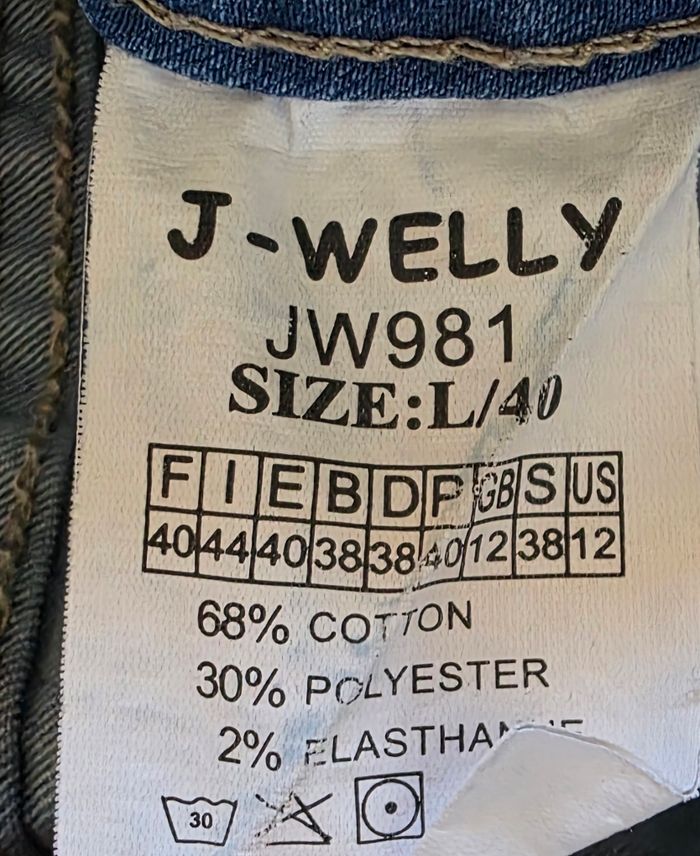 J-WELLY
JW981
SIZE:L/40
F I E B D P GB S US
40 44 40 38 38 40 12 38 12
68% COTTON
30% POLYESTER
2% ELASTHANNE
30